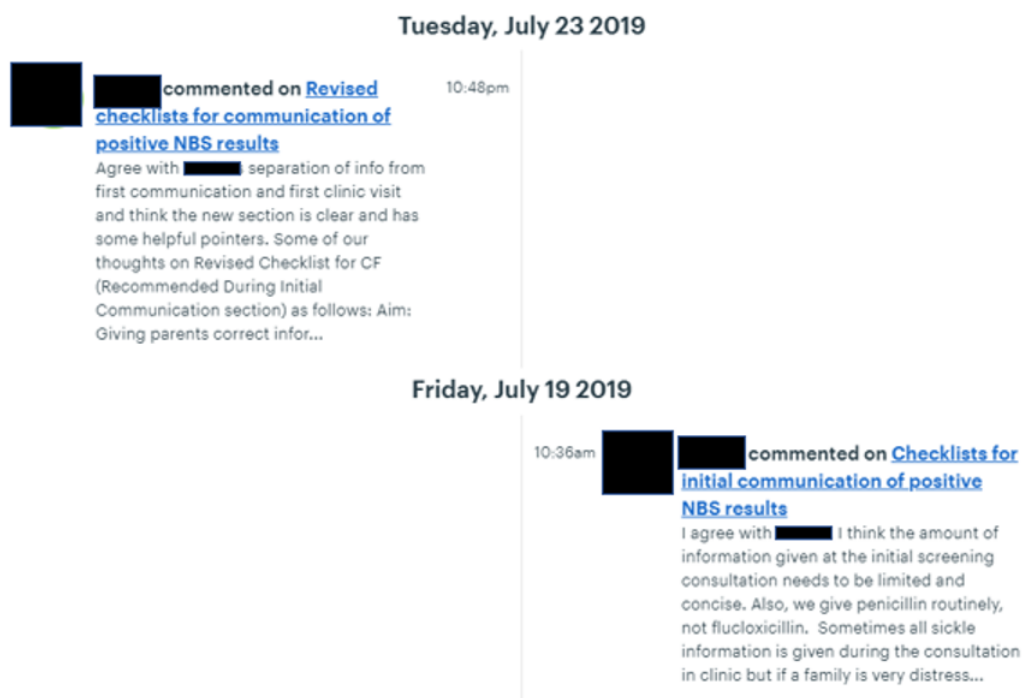 Tuesday, July 23 2019
commented on Revised
10:48pm
checklists for communication of
positive NBS results
Agree with separation of info from
first communication and first clinic visit
and think the new section is clear and has
some helpful pointers. Some of our
thoughts on Revised Checklist for CF
(Recommended During Initial
Communication section) as follows: Aim:
Giving parents correct infor...
Friday, July 19 2019
10:36am
commented on Checklists for
initial communication of positive
NBS results
I agree with I think the amount of
information given at the initial screening
consultation needs to be limited and
concise. Also, we give penicillin routinely,
not flucloxicillin. Sometimes all sickle
information is given during the consultation
in clinic but if a family is very distress...